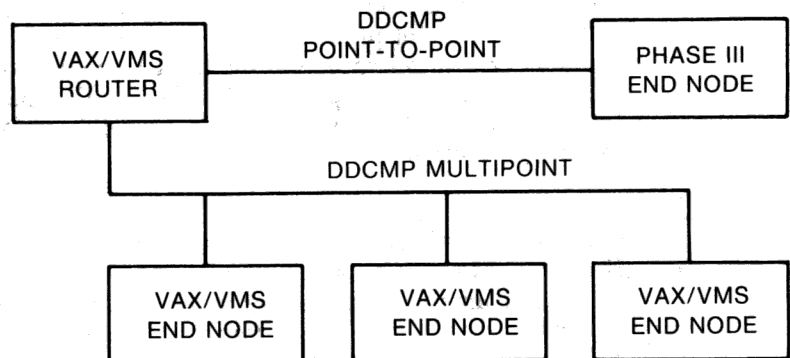 DDCMP
POINT-TO-POINT
VAX/VMS
ROUTER
PHASE III
END NODE
DDCMP MULTIPOINT
VAX/VMS
END NODE
VAX/VMS
END NODE
VAX/VMS
END NODE